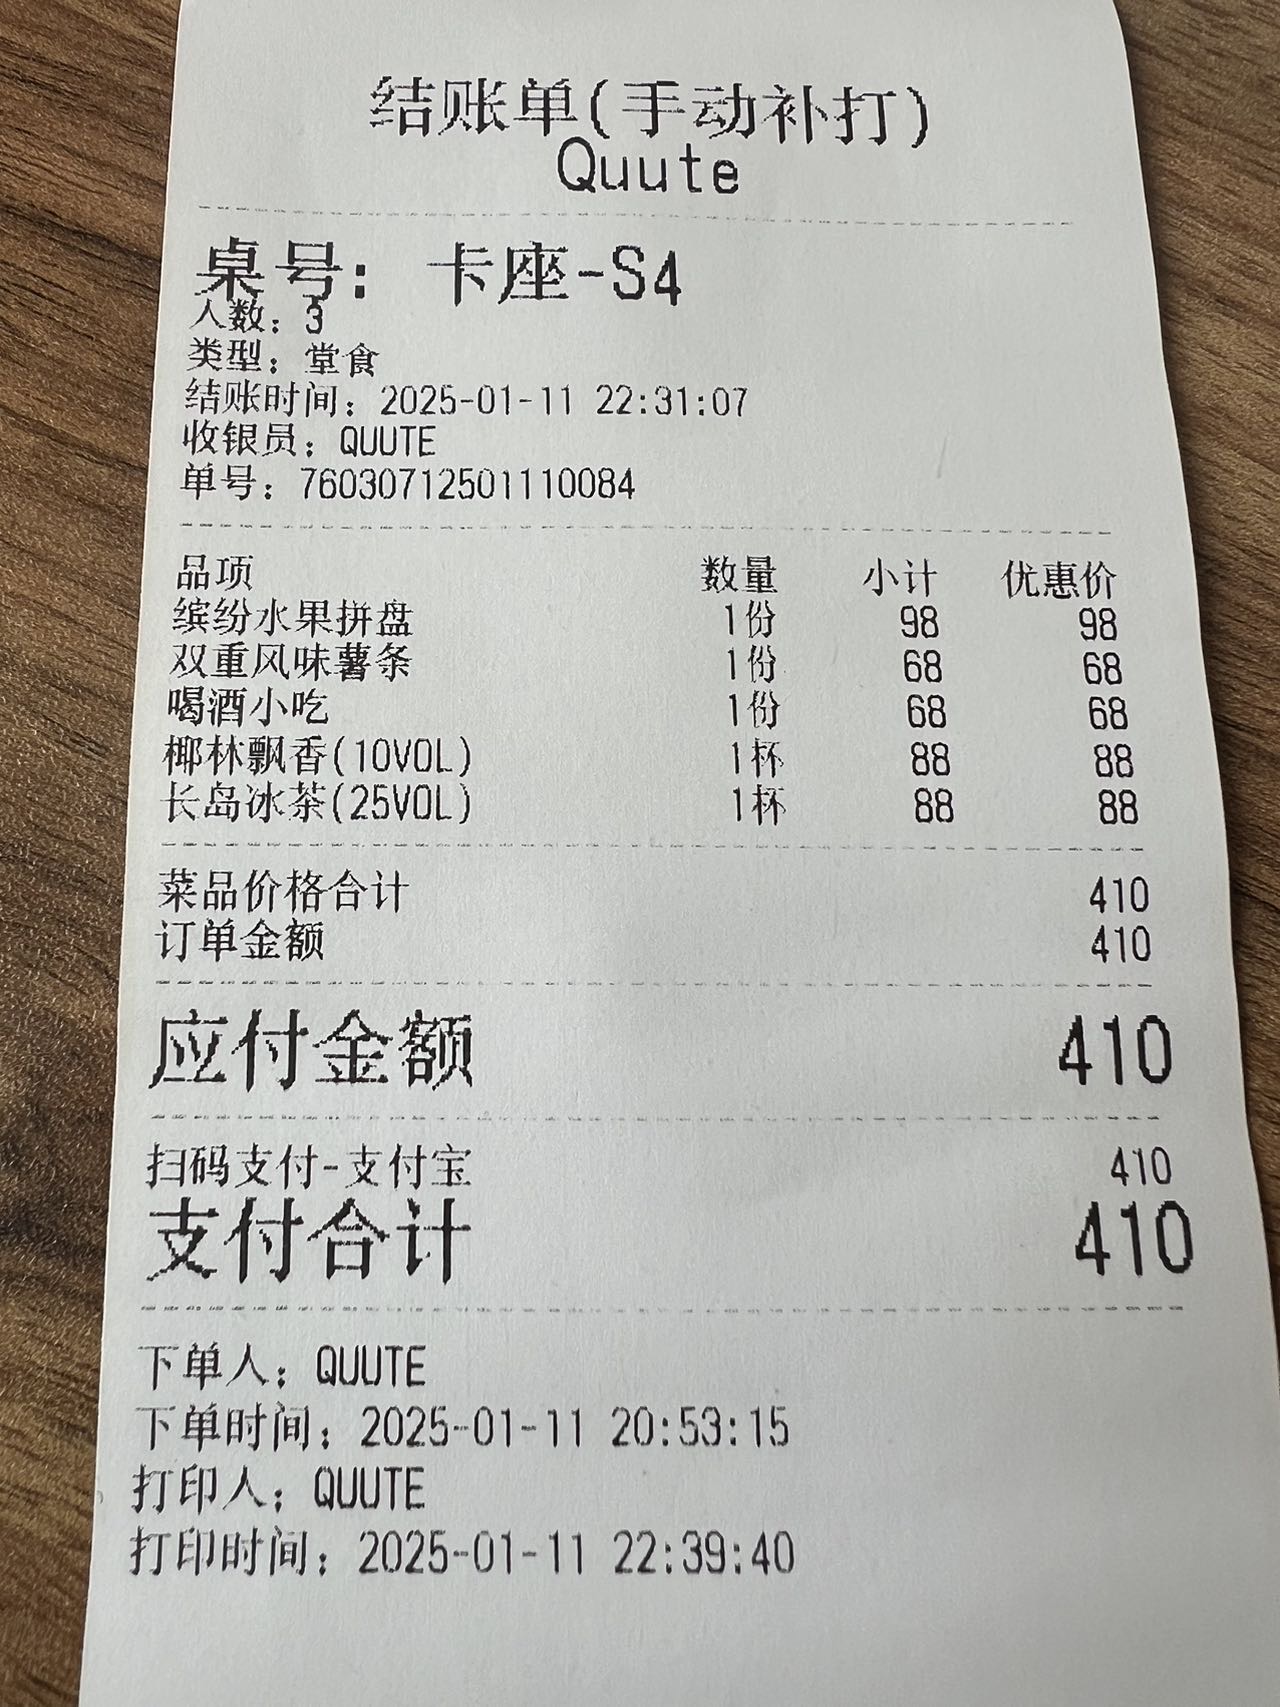 结账单(手动补打)
Quute
桌号: 卡座-S4
人数: 3
类型: 堂食
结账时间: 2025-01-11 22:31:07
收银员: QUUTE
单号: 76030712501110084
品项 数量 小计 优惠价
缤纷水果拼盘 1份 98 98
双重风味薯条 1份 68 68
喝酒小吃 1份 68 68
椰林飘香(10VOL) 1杯 88 88
长岛冰茶(25VOL) 1杯 88 88
菜品价格合计 410
订单金额 410
应付金额 410
扫码支付-支付宝 410
支付合计 410
下单人: QUUTE
下单时间: 2025-01-11 20:53:15
打印人: QUUTE
打印时间: 2025-01-11 22:39:40